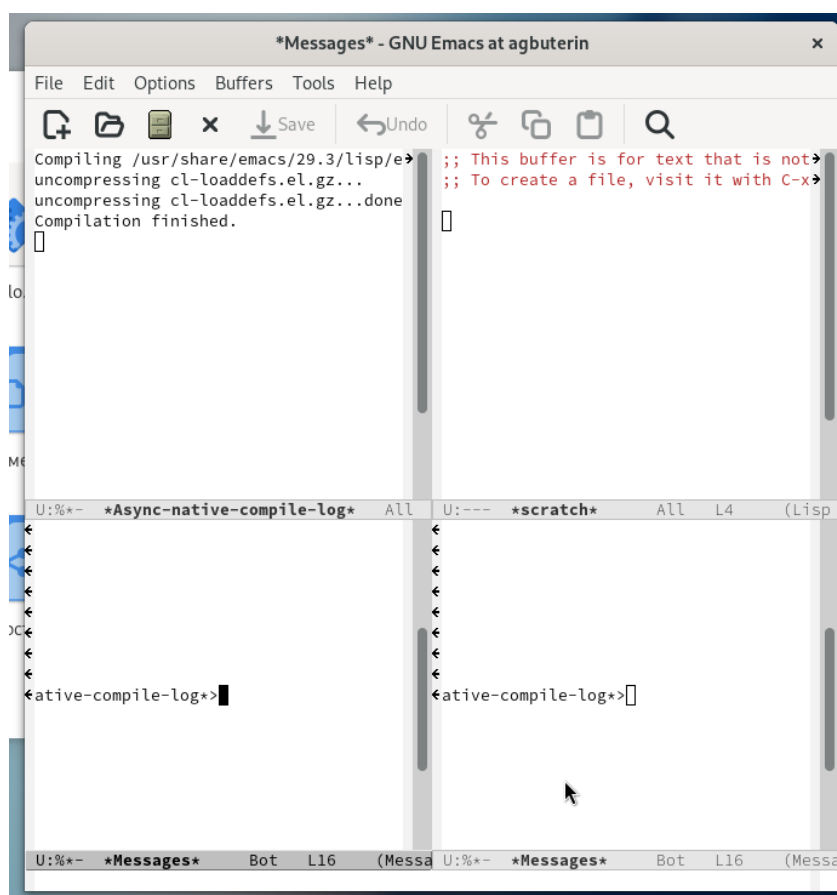 *Messages* - GNU Emacs at agbuterin
File Edit Options Buffers Tools Help
Save Undo
Compiling /usr/share/emacs/29.3/lisp/e
uncompressing cl-loaddefs.el.gz...
uncompressing cl-loaddefs.el.gz...done
Compilation finished.
;; This buffer is for text that is not
;; To create a file, visit it with C-x
lo.
ме
ос
U:%*- *Async-native-compile-log* All
U:--- *scratch* All L4 (Lisp
ative-compile-log*>
ative-compile-log*>
U:%*- *Messages* Bot L16 (Messa
U:%*- *Messages* Bot L16 (Messa